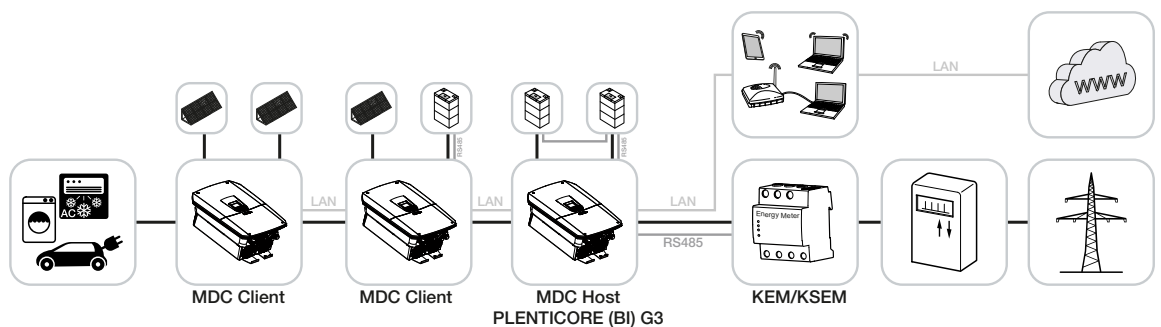 LAN
WWW
RS485
RS485
AC
LAN
LAN
LAN
RS485
Energy Meter
MDC Client
MDC Client
MDC Host
PLENTICORE (BI) G3
KEM/KSEM